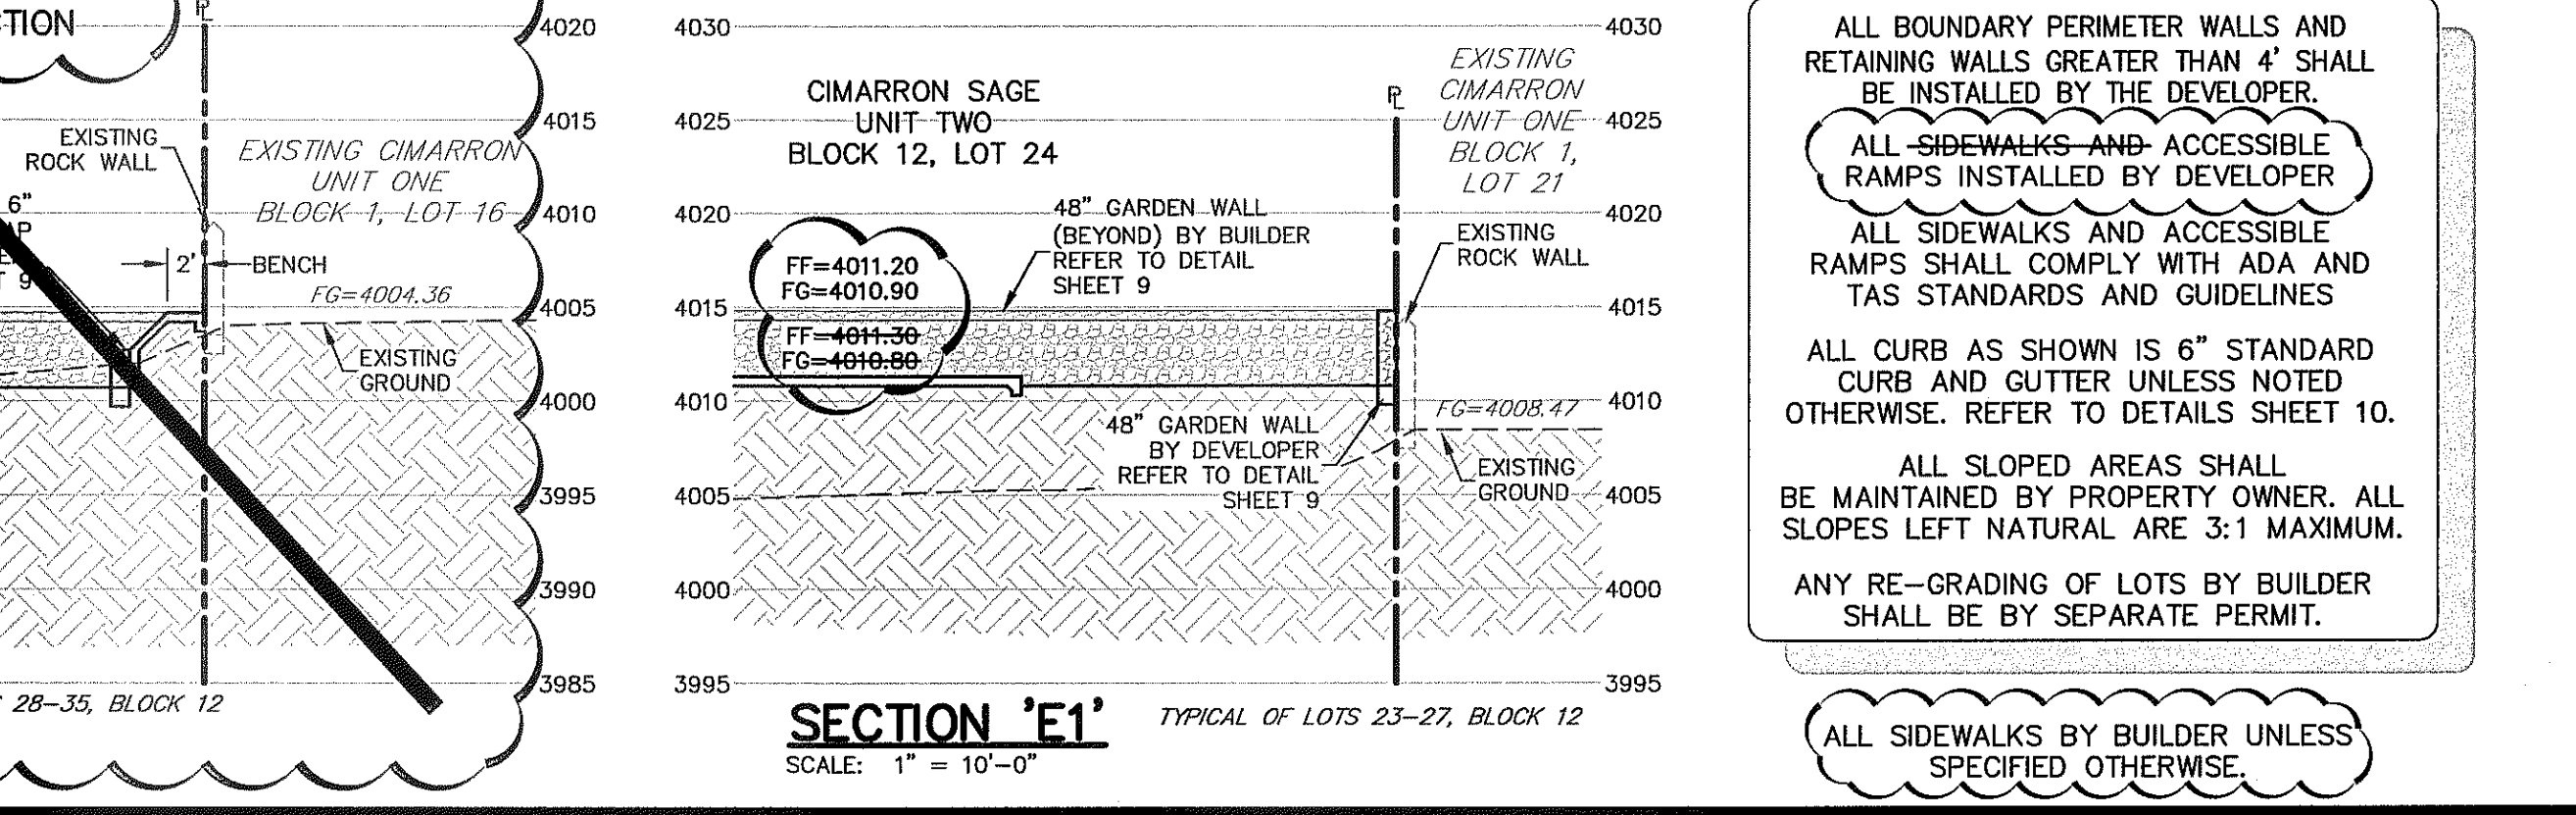 TION
PL
4020
4015
4010
4005
4000
3995
3990
3985
EXISTING
ROCK WALL
EXISTING CIMARRON
UNIT ONE
BLOCK 1, LOT 16
6"
2'
BENCH
FG=4004.36
EXISTING
GROUND
28-35, BLOCK 12
4030
4025
4020
4015
4010
4005
4000
3995
CIMARRON SAGE
UNIT TWO
BLOCK 12, LOT 24
FF=4011.20
FG=4010.90
FF=4011.30
FG=4010.80
48" GARDEN WALL
(BEYOND) BY BUILDER
REFER TO DETAIL
SHEET 9
48" GARDEN WALL
BY DEVELOPER
REFER TO DETAIL
SHEET 9
PL
EXISTING
CIMARRON
UNIT ONE
BLOCK 1,
LOT 21
EXISTING
ROCK WALL
FG=4008.47
EXISTING
GROUND
4030
4025
4020
4015
4010
4005
4000
3995
SECTION 'E1'
SCALE: 1" = 10'-0"
TYPICAL OF LOTS 23-27, BLOCK 12
ALL BOUNDARY PERIMETER WALLS AND
RETAINING WALLS GREATER THAN 4' SHALL
BE INSTALLED BY THE DEVELOPER.
ALL SIDEWALKS AND ACCESSIBLE
RAMPS INSTALLED BY DEVELOPER
ALL SIDEWALKS AND ACCESSIBLE
RAMPS SHALL COMPLY WITH ADA AND
TAS STANDARDS AND GUIDELINES
ALL CURB AS SHOWN IS 6" STANDARD
CURB AND GUTTER UNLESS NOTED
OTHERWISE. REFER TO DETAILS SHEET 10.
ALL SLOPED AREAS SHALL
BE MAINTAINED BY PROPERTY OWNER. ALL
SLOPES LEFT NATURAL ARE 3:1 MAXIMUM.
ANY RE-GRADING OF LOTS BY BUILDER
SHALL BE BY SEPARATE PERMIT.
ALL SIDEWALKS BY BUILDER UNLESS
SPECIFIED OTHERWISE.